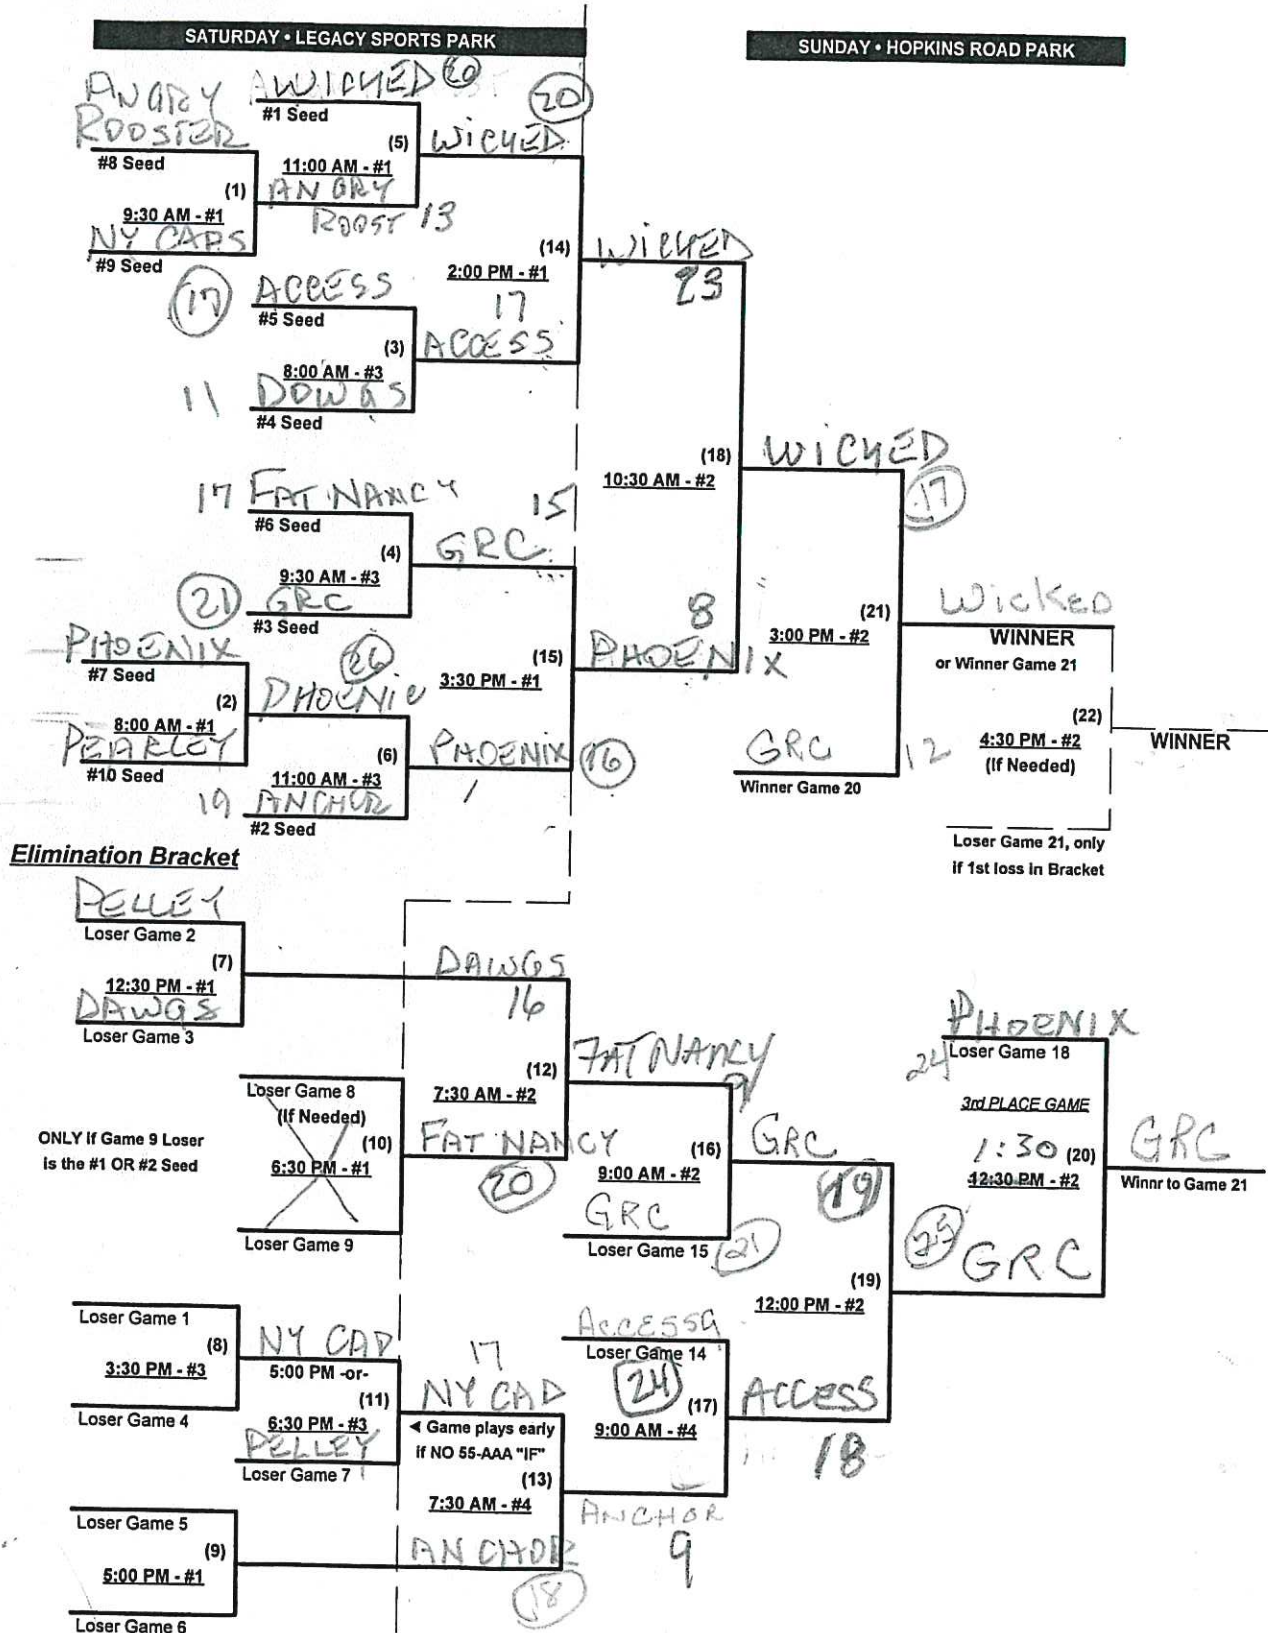 SATURDAY • LEGACY SPORTS PARK
SUNDAY • HOPKINS ROAD PARK
WICKED 20
#1 Seed
ANGRY
ROOSTER
#8 Seed
(1)
9:30 AM - #1
NY CAPS
#9 Seed
(5)
11:00 AM - #1
ANGRY
ROOST 13
WICKED
20
17
ACCESS
#5 Seed
(3)
8:00 AM - #3
11 DOWGS
#4 Seed
(14)
2:00 PM - #1
17
ACCESS
WICKED
23
17 FAT NANCY
#6 Seed
(4)
9:30 AM - #3
21 GRC
#3 Seed
15
GRC
(18)
10:30 AM - #2
WICKED
17
PHOENIX
#7 Seed
(2)
8:00 AM - #1
PEARLEY
#10 Seed
26
PHOENIC
(6)
11:00 AM - #3
19 ANCHOR
#2 Seed
(15)
3:30 PM - #1
PHOENIX 16
8
PHOENIX
(21)
3:00 PM - #2
GRC 12
Winner Game 20
WICKED
WINNER
or Winner Game 21
(22)
4:30 PM - #2
(If Needed)
WINNER
Loser Game 21, only
if 1st loss in Bracket
Elimination Bracket
PELLEY
Loser Game 2
(7)
12:30 PM - #1
DAWGS
Loser Game 3
DAWGS
16
Loser Game 8
(If Needed)
(10)
6:30 PM - #1
Loser Game 9
ONLY if Game 9 Loser
is the #1 OR #2 Seed
(12)
7:30 AM - #2
FAT NANCY
20
FAT NANCY
9
(16)
9:00 AM - #2
GRC
Loser Game 15 21
GRC
19
PHOENIX
24 Loser Game 18
3rd PLACE GAME
1:30 (20)
12:30 PM - #2
25 GRC
GRC
Winnr to Game 21
(19)
12:00 PM - #2
Loser Game 1
(8)
3:30 PM - #3
Loser Game 4
NY CAD
5:00 PM -or-
(11)
6:30 PM - #3
PELLEY
Loser Game 7
17
NY CAD
◄ Game plays early
if NO 55-AAA "IF"
(13)
7:30 AM - #4
ANCHOR
18
ACCESS
Loser Game 14
24
(17)
9:00 AM - #4
ANCHOR
9
ACCESS
18
Loser Game 5
(9)
5:00 PM - #1
Loser Game 6